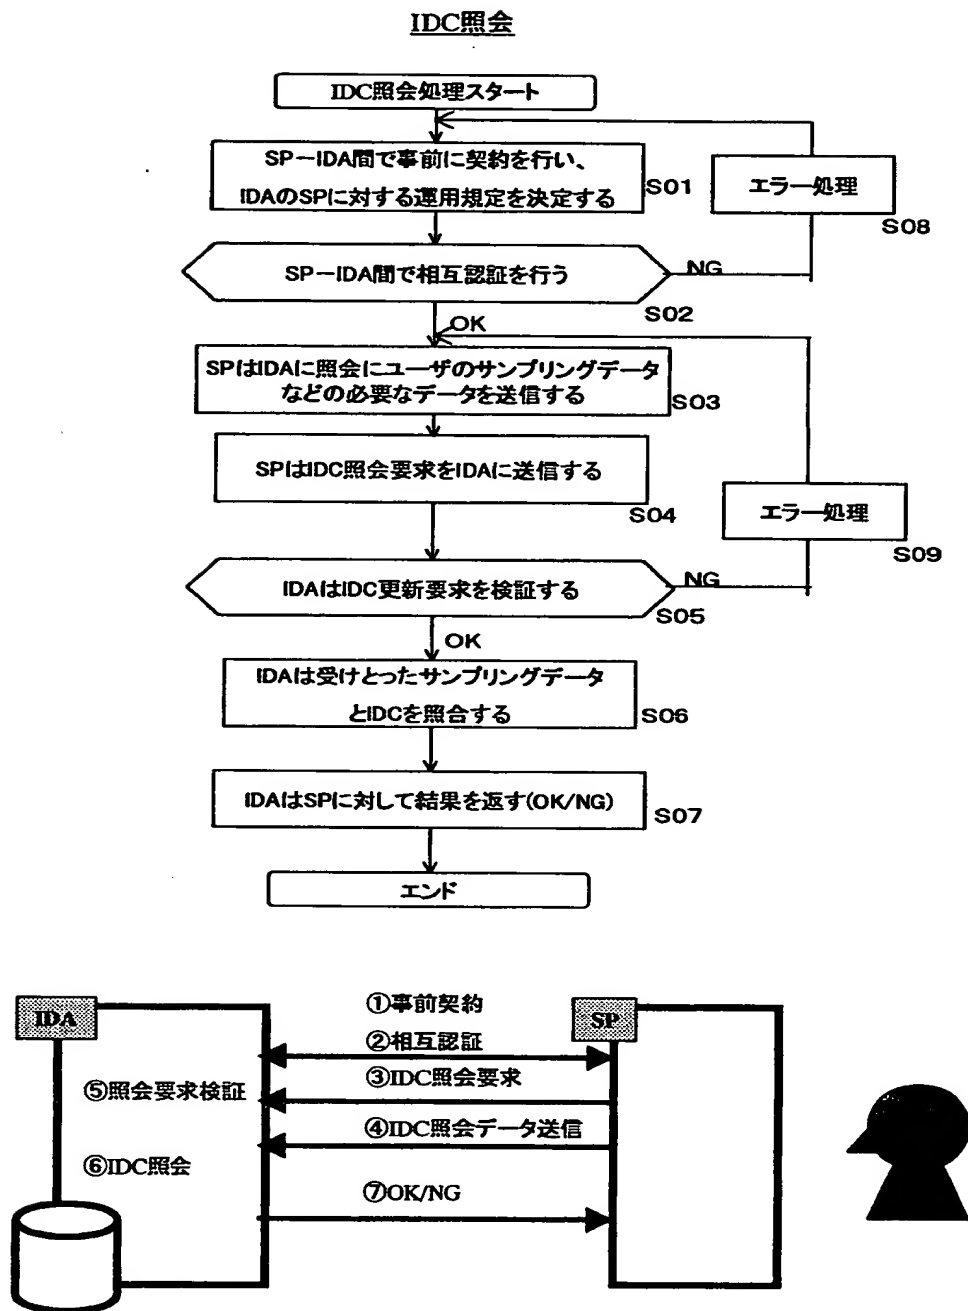 IDC照会
IDC照会処理スタート
SP－IDA間で事前に契約を行い、
IDAのSPに対する運用規定を決定する
S01
エラー処理
S08
SP－IDA間で相互認証を行う
NG
S02
OK
SPはIDAに照会にユーザのサンプリングデータ
などの必要なデータを送信する
S03
SPはIDC照会要求をIDAに送信する
S04
エラー処理
S09
IDAはIDC更新要求を検証する
NG
S05
OK
IDAは受けとったサンプリングデータ
とIDCを照合する
S06
IDAはSPに対して結果を返す(OK/NG)
S07
エンド
IDA
SP
①事前契約
②相互認証
③IDC照会要求
⑤照会要求検証
④IDC照会データ送信
⑥IDC照会
⑦OK/NG